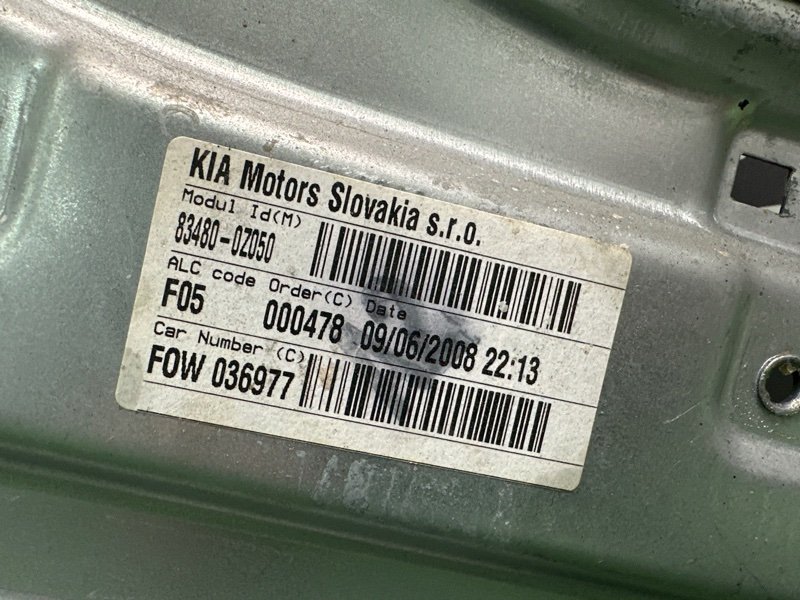 KIA Motors Slovakia s.r.o.
Modul Id(M)
83480-0Z050
ALC code Order(C) Date
F05 000478 09/06/2008 22:13
Car Number (C)
F0W 036977